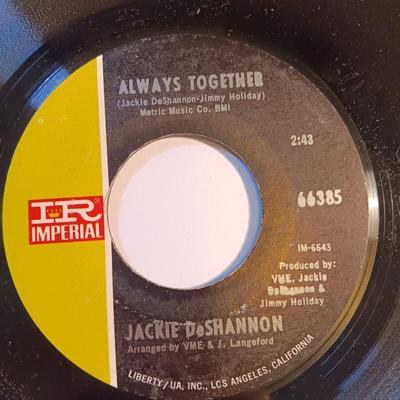 ALWAYS TOGETHER
(Jackie DeShannon-Jimmy Holiday)
Metric Music Co. BMI
2:43
66385
IR
IMPERIAL
IM-6643
Produced by:
VME, Jackie
DeShannon &
Jimmy Holiday
JACKIE DeSHANNON
Arranged by VME & J. Langeford
LIBERTY/UA, INC., LOS ANGELES, CALIFORNIA